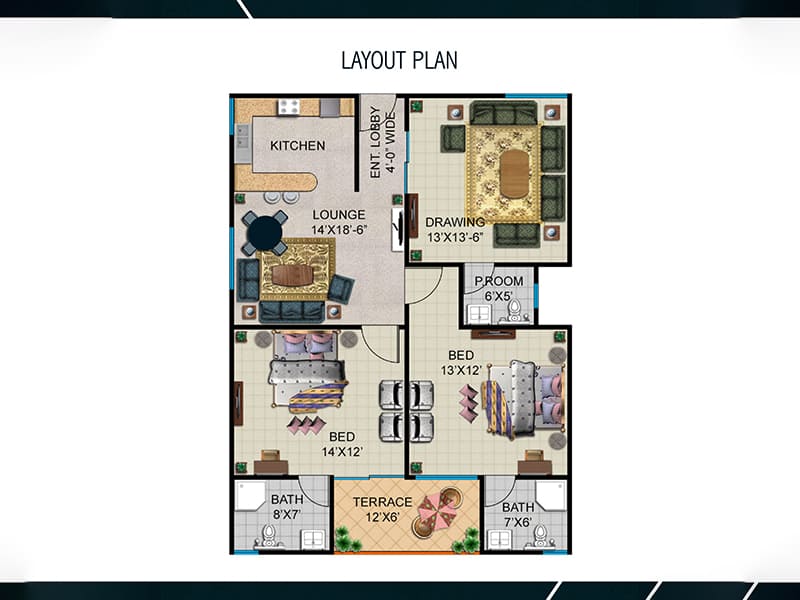 LAYOUT PLAN
KITCHEN
ENT. LOBBY
4'-0" WIDE
LOUNGE
14'X18'-6"
DRAWING
13'X13'-6"
P.ROOM
6'X5'
BED
13'X12'
BED
14'X12'
BATH
8'X7'
TERRACE
12'X6'
BATH
7'X6'